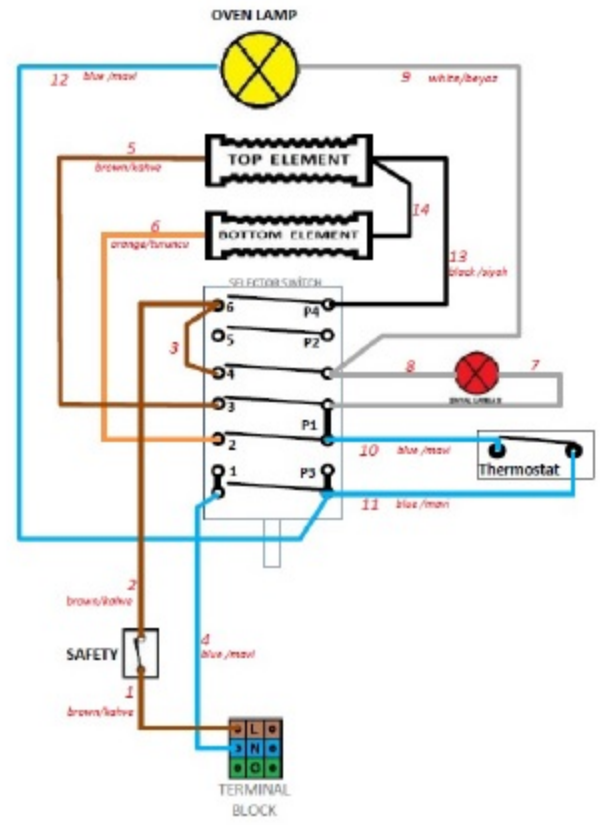 OVEN LAMP
12 blue /mavi
9 white/beyaz
5
brown/kahve
TOP ELEMENT
14
6
orange/turuncu
BOTTOM ELEMENT
13
black /siyah
SELECTOR SWITCH
6 P4
5 P2
3
4
8
7
3
P1
2
10 blue /mavi
Thermostat
1 P3
11 blue /mavi
2
brown/kahve
SAFETY
4
blue /mavi
1
brown/kahve
L
N
TERMINAL
BLOCK